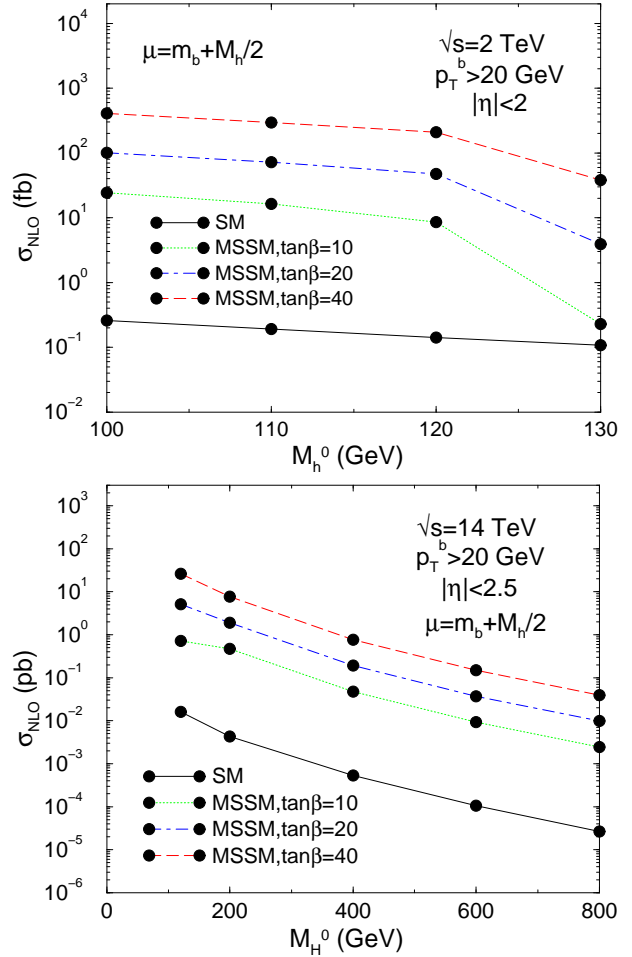 10^4
10^3
10^2
10^1
10^0
10^-1
10^-2
σ_NLO (fb)
μ=m_b+M_h/2
√s=2 TeV
p_T^b>20 GeV
|η|<2
SM
MSSM,tanβ=10
MSSM,tanβ=20
MSSM,tanβ=40
100 110 120 130
M_h^0 (GeV)
10^3
10^2
10^1
10^0
10^-1
10^-2
10^-3
10^-4
10^-5
10^-6
σ_NLO (pb)
√s=14 TeV
p_T^b>20 GeV
|η|<2.5
μ=m_b+M_h/2
SM
MSSM,tanβ=10
MSSM,tanβ=20
MSSM,tanβ=40
0 200 400 600 800
M_H^0 (GeV)